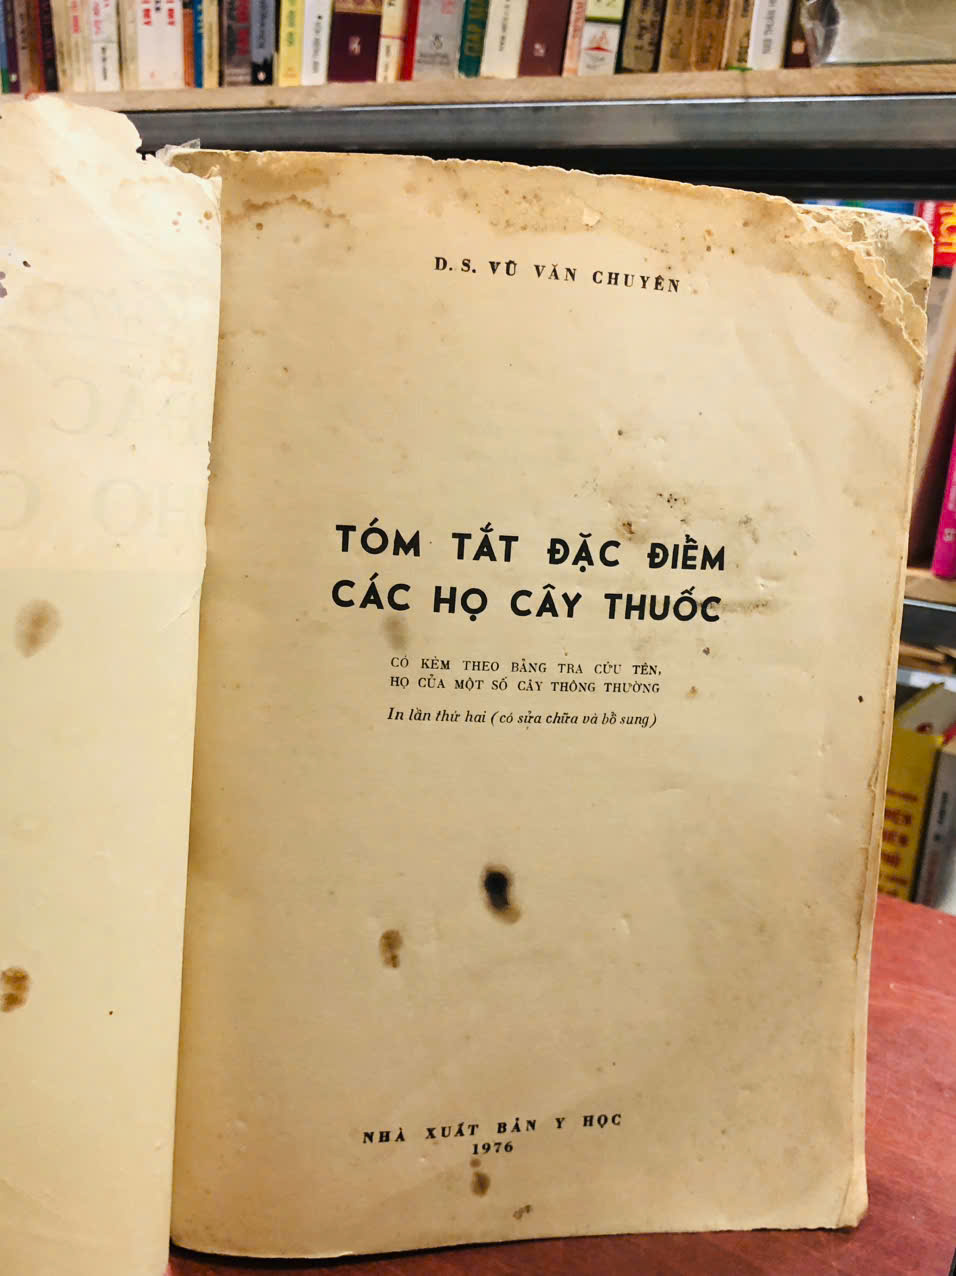 D. S. VŨ VĂN CHUYÊN
TÓM TẮT ĐẶC ĐIỂM
CÁC HỌ CÂY THUỐC
CÓ KÈM THEO BẢNG TRA CỨU TÊN,
HỌ CỦA MỘT SỐ CÂY THÔNG THƯỜNG
In lần thứ hai (có sửa chữa và bổ sung)
NHÀ XUẤT BẢN Y HỌC
1976